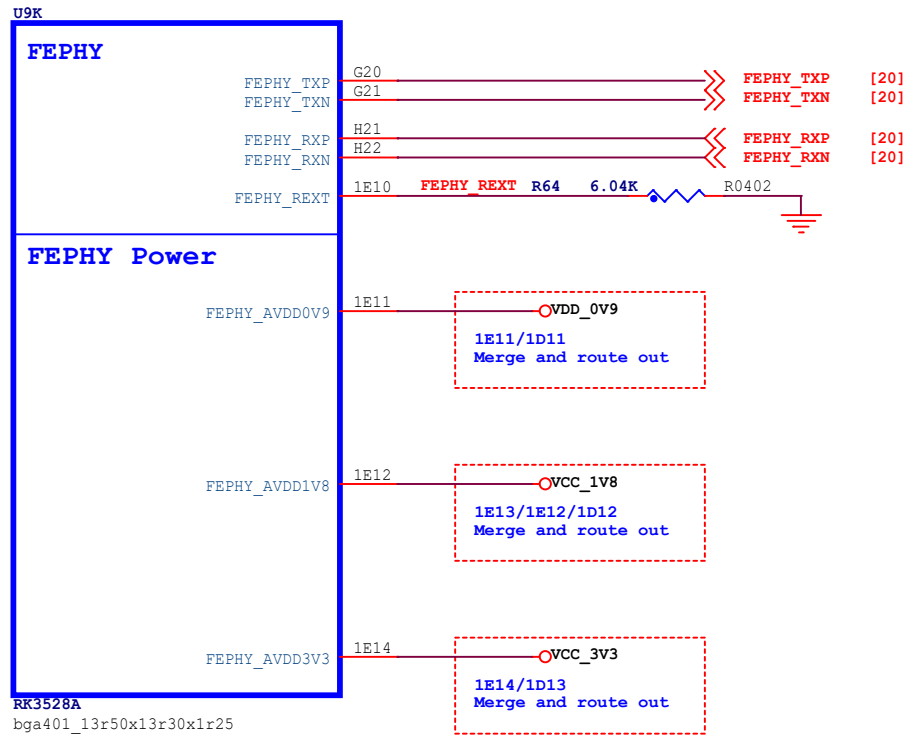 U9K
FEPHY
FEPHY_TXP G20 FEPHY_TXP [20]
FEPHY_TXN G21 FEPHY_TXN [20]
FEPHY_RXP H21 FEPHY_RXP [20]
FEPHY_RXN H22 FEPHY_RXN [20]
FEPHY_REXT 1E10 FEPHY_REXT R64 6.04K R0402
FEPHY Power
FEPHY_AVDD0V9 1E11 VDD_0V9
1E11/1D11
Merge and route out
FEPHY_AVDD1V8 1E12 VCC_1V8
1E13/1E12/1D12
Merge and route out
FEPHY_AVDD3V3 1E14 VCC_3V3
1E14/1D13
Merge and route out
RK3528A
bga401_13r50x13r30x1r25